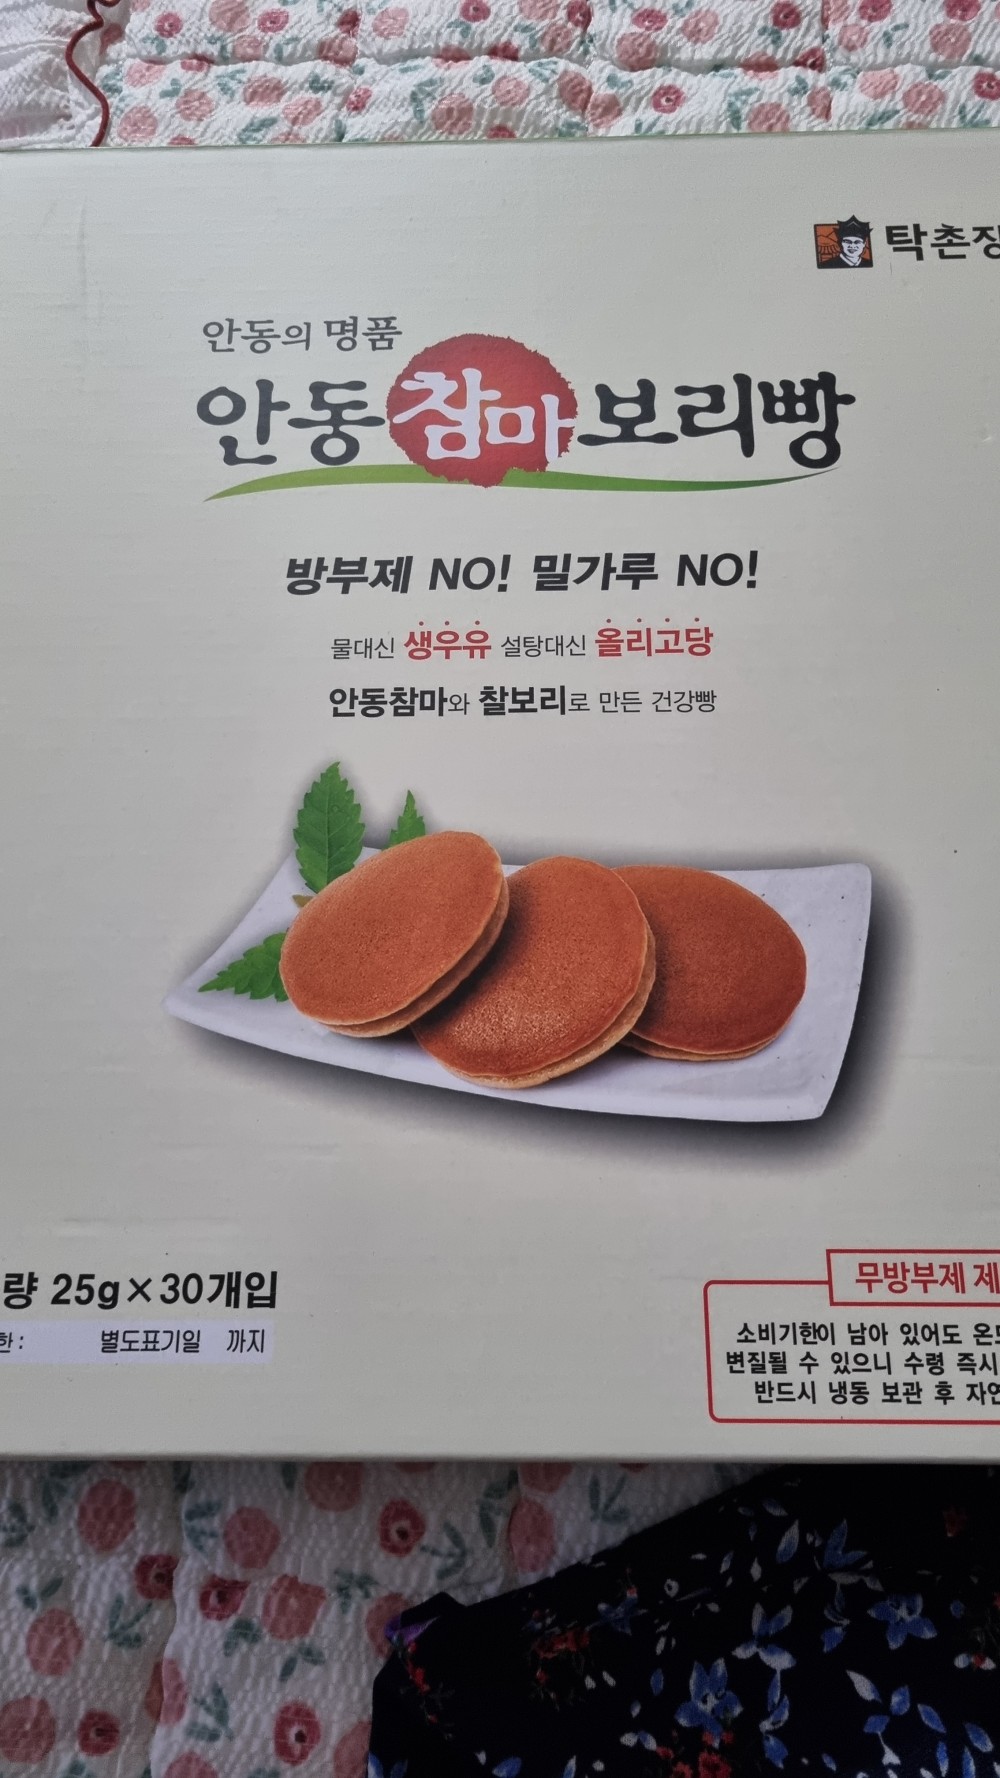 탁촌장
안동의 명품
안동참마보리빵
방부제 NO! 밀가루 NO!
물대신 생우유 설탕대신 올리고당
안동참마와 찰보리로 만든 건강빵
량 25g×30개입
한: 별도표기일 까지
무방부제 제
소비기한이 남아 있어도 온
변질될 수 있으니 수령 즉시
반드시 냉동 보관 후 자연